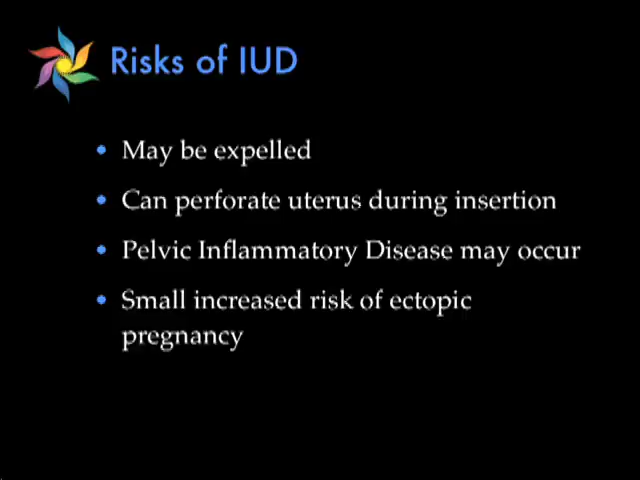 Risks of IUD
• May be expelled
• Can perforate uterus during insertion
• Pelvic Inflammatory Disease may occur
• Small increased risk of ectopic
pregnancy